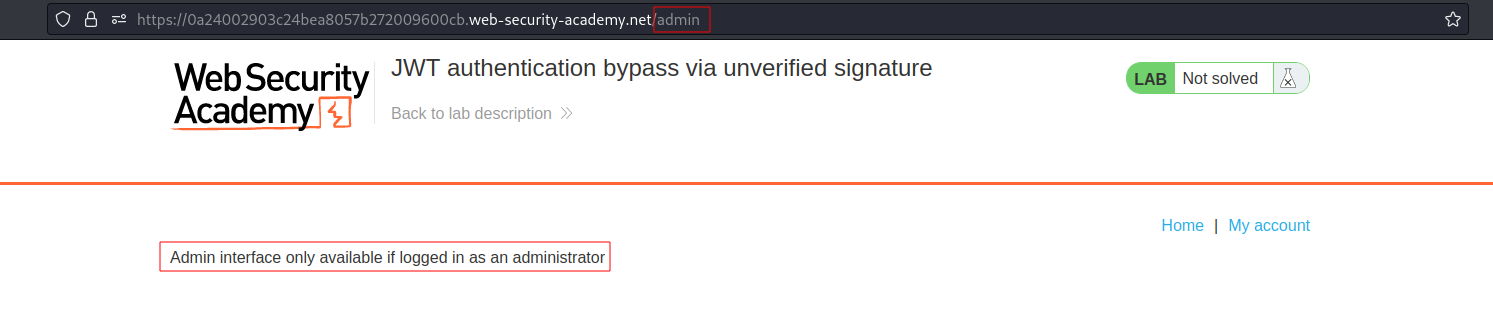 https://0a24002903c24bea8057b272009600cb.web-security-academy.net/admin
Web Security
Academy
JWT authentication bypass via unverified signature
Back to lab description
LAB Not solved
Home | My account
Admin interface only available if logged in as an administrator